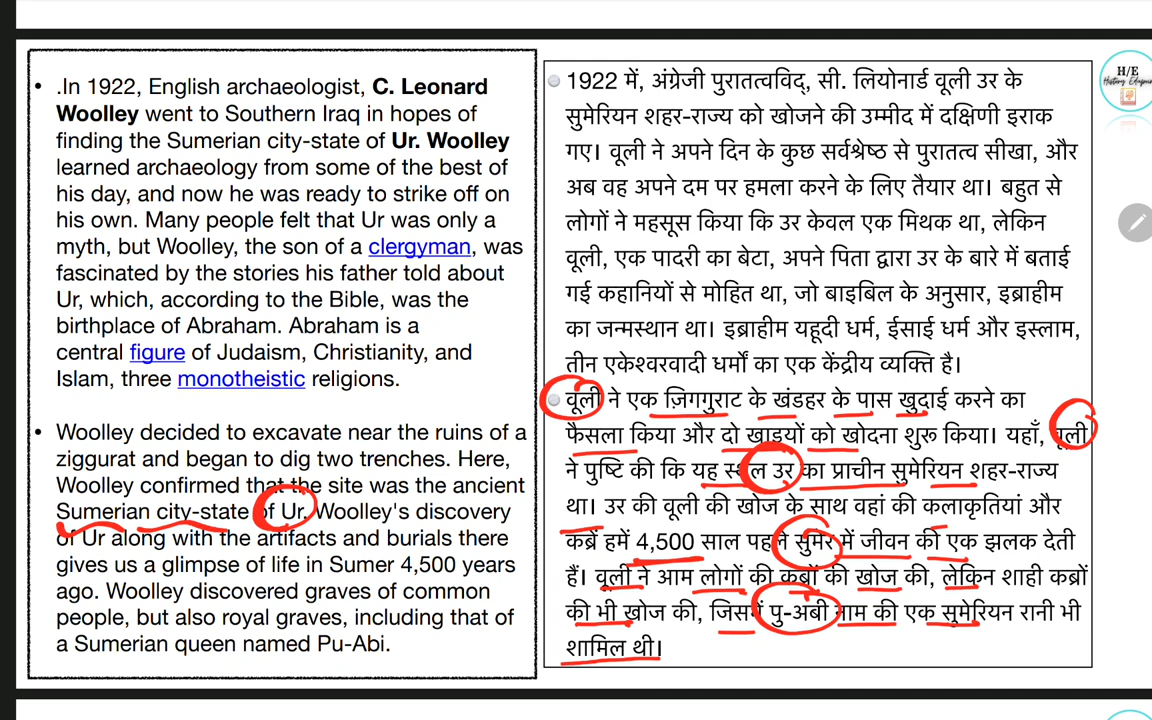 .In 1922, English archaeologist, C. Leonard
Woolley went to Southern Iraq in hopes of
finding the Sumerian city-state of Ur. Woolley
learned archaeology from some of the best of
his day, and now he was ready to strike off on
his own. Many people felt that Ur was only a
myth, but Woolley, the son of a clergyman, was
fascinated by the stories his father told about
Ur, which, according to the Bible, was the
birthplace of Abraham. Abraham is a
central figure of Judaism, Christianity, and
Islam, three monotheistic religions.
Woolley decided to excavate near the ruins of a
ziggurat and began to dig two trenches. Here,
Woolley confirmed that the site was the ancient
Sumerian city-state of Ur. Woolley's discovery
of Ur along with the artifacts and burials there
gives us a glimpse of life in Sumer 4,500 years
ago. Woolley discovered graves of common
people, but also royal graves, including that of
a Sumerian queen named Pu-Abi.
1922 में, अंग्रेजी पुरातत्वविद्, सी. लियोनार्ड वूली उर के
सुमेरियन शहर-राज्य को खोजने की उम्मीद में दक्षिणी इराक
गए। वूली ने अपने दिन के कुछ सर्वश्रेष्ठ से पुरातत्व सीखा, और
अब वह अपने दम पर हमला करने के लिए तैयार था। बहुत से
लोगों ने महसूस किया कि उर केवल एक मिथक था, लेकिन
वूली, एक पादरी का बेटा, अपने पिता द्वारा उर के बारे में बताई
गई कहानियों से मोहित था, जो बाइबिल के अनुसार, इब्राहीम
का जन्मस्थान था। इब्राहीम यहूदी धर्म, ईसाई धर्म और इस्लाम,
तीन एकेश्वरवादी धर्मों का एक केंद्रीय व्यक्ति है।
वूली ने एक ज़िगगुराट के खंडहर के पास खुदाई करने का
फैसला किया और दो खाइयों को खोदना शुरू किया। यहाँ, वूली
ने पुष्टि की कि यह स्थल उर का प्राचीन सुमेरियन शहर-राज्य
था। उर की वूली की खोज के साथ वहां की कलाकृतियां और
कब्रें हमें 4,500 साल पहले सुमेर में जीवन की एक झलक देती
हैं। वूली ने आम लोगों की कब्रों की खोज की, लेकिन शाही कब्रों
की भी खोज की, जिसमें पु-अबी नाम की एक सुमेरियन रानी भी
शामिल थी।
H/E